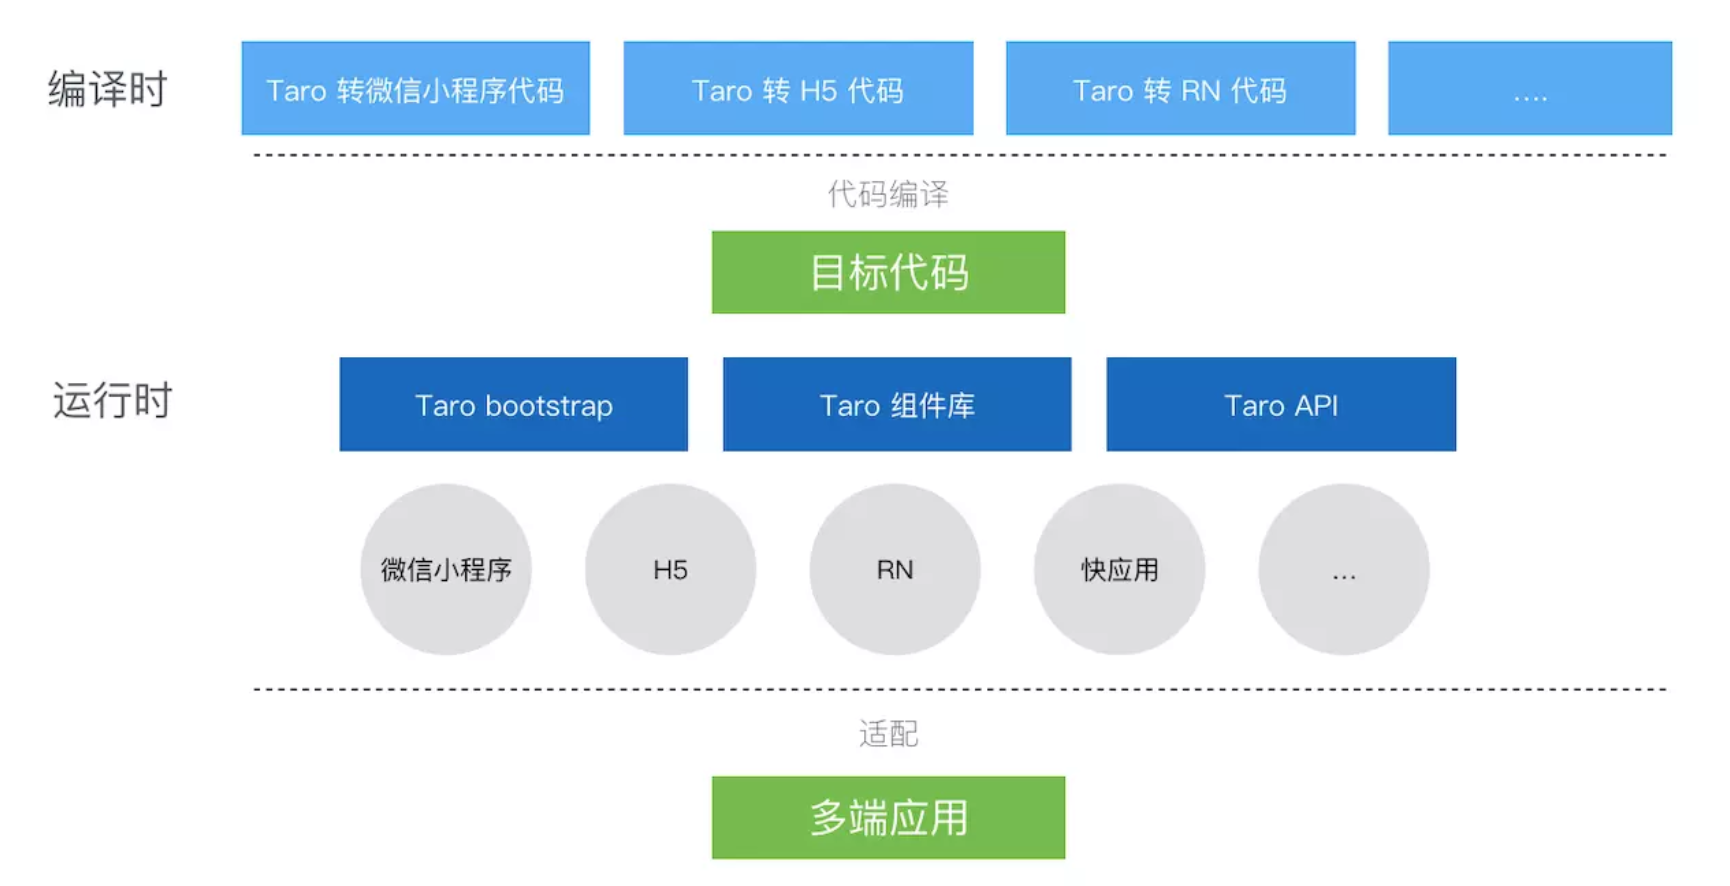 编译时
Taro 转微信小程序代码
Taro 转 H5 代码
Taro 转 RN 代码
....
代码编译
目标代码
运行时
Taro bootstrap
Taro 组件库
Taro API
微信小程序
H5
RN
快应用
...
适配
多端应用